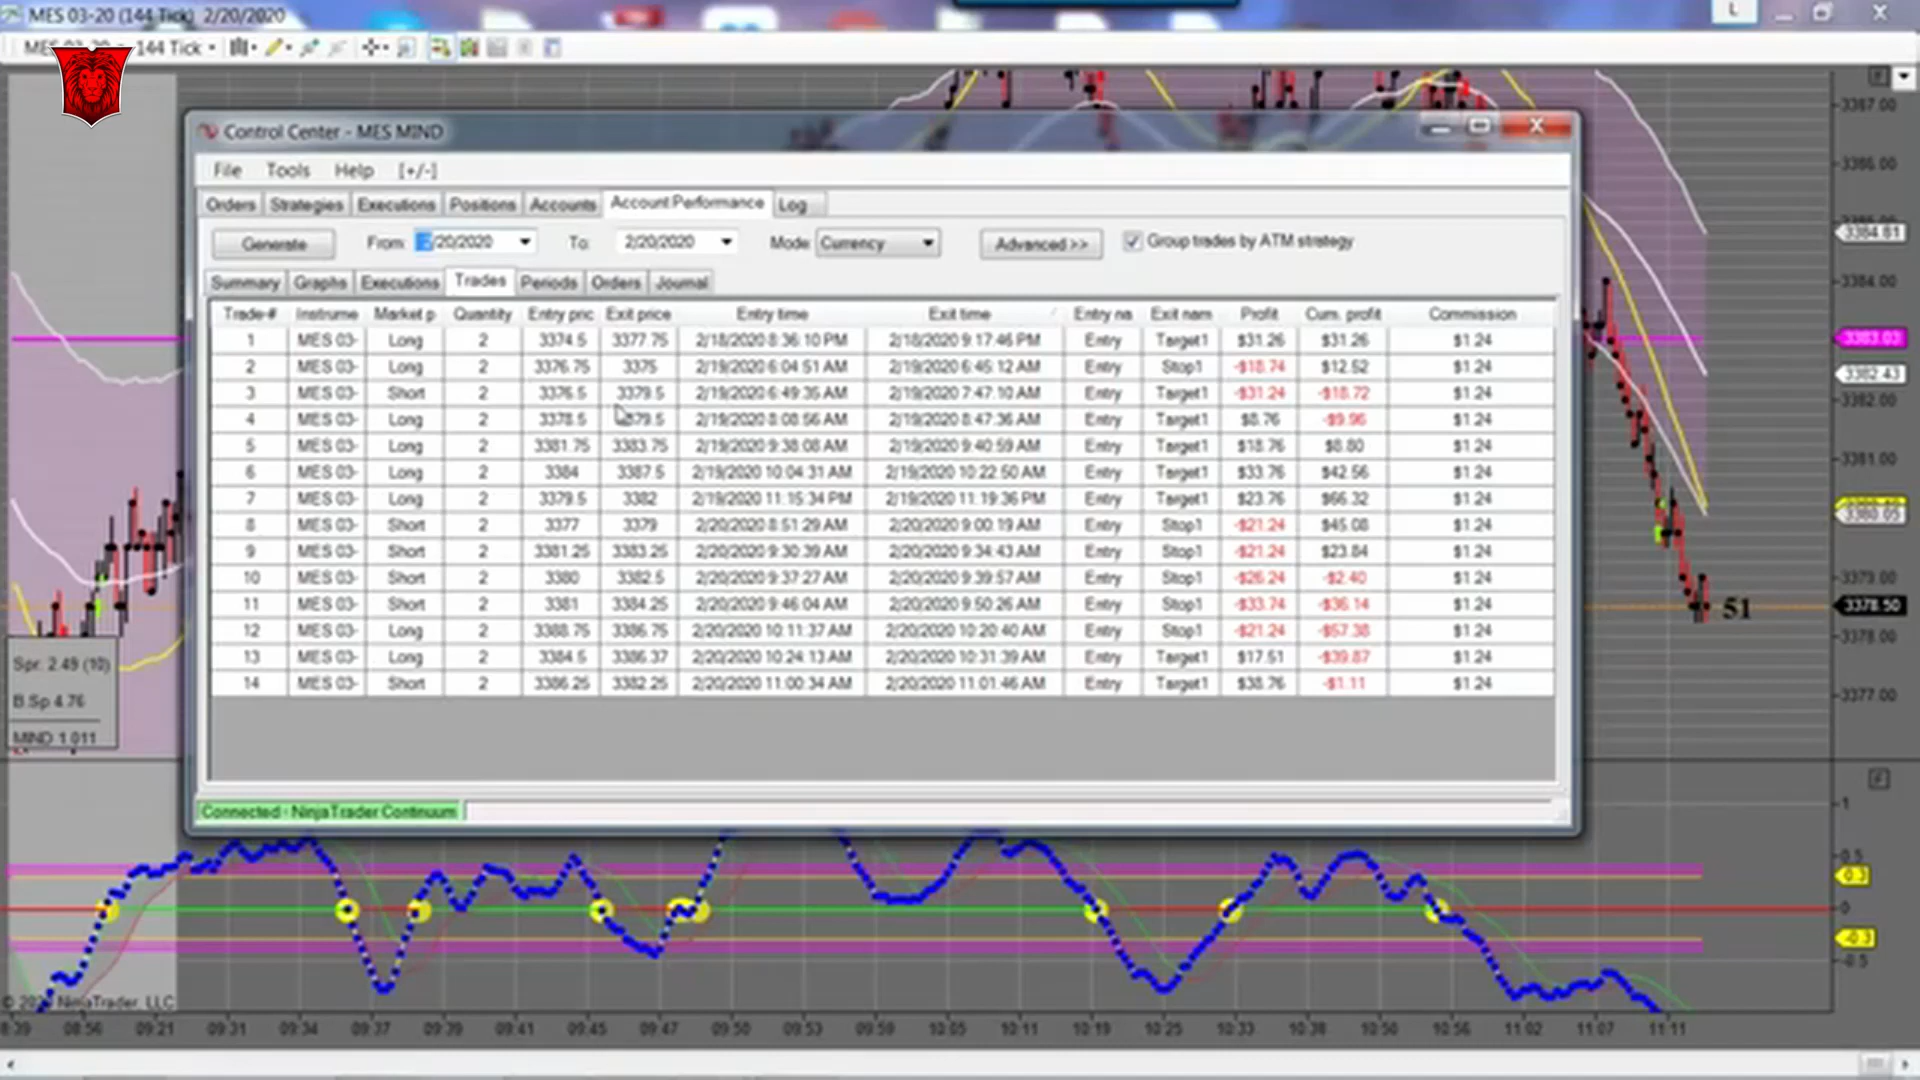 MES 03-20 (144 Tick) 2/20/2020
L
144 Tick
Control Center - MES MIND
File Tools Help [+/-]
Orders Strategies Executions Positions Accounts Account Performance Log
Generate From: /20/2020 To: 2/20/2020 Mode: Currency Advanced >> Group trades by ATM strategy
Summary Graphs Executions Trades Periods Orders Journal
Trade-# Instrume Market p Quantity Entry pric Exit price Entry time Exit time Entry na Exit nam Profit Cum. profit Commission
1 MES 03- Long 2 3374.5 3377.75 2/18/2020 8:36:10 PM 2/18/2020 9:17:46 PM Entry Target1 $31.26 $31.26 $1.24
2 MES 03- Long 2 3376.75 3375 2/19/2020 6:04:51 AM 2/19/2020 6:45:12 AM Entry Stop1 -$18.74 $12.52 $1.24
3 MES 03- Short 2 3376.5 3379.5 2/19/2020 6:49:35 AM 2/19/2020 7:47:10 AM Entry Target1 -$31.24 -$18.72 $1.24
4 MES 03- Long 2 3378.5 3379.5 2/19/2020 8:08:56 AM 2/19/2020 8:47:36 AM Entry Target1 $8.76 -$9.96 $1.24
5 MES 03- Long 2 3381.75 3383.75 2/19/2020 9:38:08 AM 2/19/2020 9:40:59 AM Entry Target1 $18.76 $8.80 $1.24
6 MES 03- Long 2 3384 3387.5 2/19/2020 10:04:31 AM 2/19/2020 10:22:50 AM Entry Target1 $33.76 $42.56 $1.24
7 MES 03- Long 2 3379.5 3382 2/19/2020 11:15:34 PM 2/19/2020 11:19:36 PM Entry Target1 $23.76 $66.32 $1.24
8 MES 03- Short 2 3377 3379 2/20/2020 8:51:29 AM 2/20/2020 9:00:19 AM Entry Stop1 -$21.24 $45.08 $1.24
9 MES 03- Short 2 3381.25 3383.25 2/20/2020 9:30:39 AM 2/20/2020 9:34:43 AM Entry Stop1 -$21.24 $23.84 $1.24
10 MES 03- Short 2 3380 3382.5 2/20/2020 9:37:27 AM 2/20/2020 9:39:57 AM Entry Stop1 -$26.24 -$2.40 $1.24
11 MES 03- Short 2 3381 3384.25 2/20/2020 9:46:04 AM 2/20/2020 9:50:26 AM Entry Stop1 -$33.74 -$36.14 $1.24
12 MES 03- Long 2 3388.75 3386.75 2/20/2020 10:11:37 AM 2/20/2020 10:20:40 AM Entry Stop1 -$21.24 -$57.38 $1.24
13 MES 03- Long 2 3384.5 3386.37 2/20/2020 10:24:13 AM 2/20/2020 10:31:39 AM Entry Target1 $17.51 -$39.87 $1.24
14 MES 03- Short 2 3386.25 3382.25 2/20/2020 11:00:34 AM 2/20/2020 11:01:46 AM Entry Target1 $38.76 -$1.11 $1.24
Connected - NinjaTrader Continuum
Spr: 2.49 (10)
B.Sp 4.76
MIND 1.011
3387.00
3386.00
3384.81
3384.00
3383.03
3382.43
3382.00
3381.00
3380.05
3379.00
3378.50
51
3378.00
3377.00
1
0.5
0.3
0
-0.3
-0.5
NinjaTrader, LLC
8:39 08:56 09:21 09:31 09:34 09:37 09:39 09:41 09:45 09:47 09:50 09:53 09:59 10:05 10:11 10:19 10:25 10:33 10:38 10:50 10:56 11:02 11:07 11:11